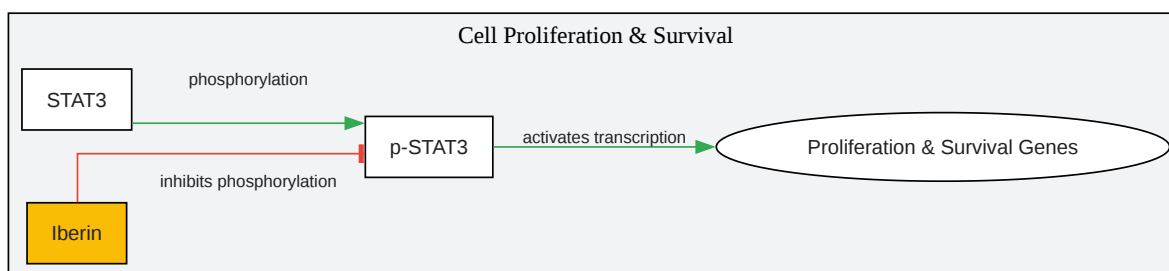 Cell Proliferation & Survival
STAT3
phosphorylation
p-STAT3
activates transcription
Proliferation & Survival Genes
inhibits phosphorylation
Iberin